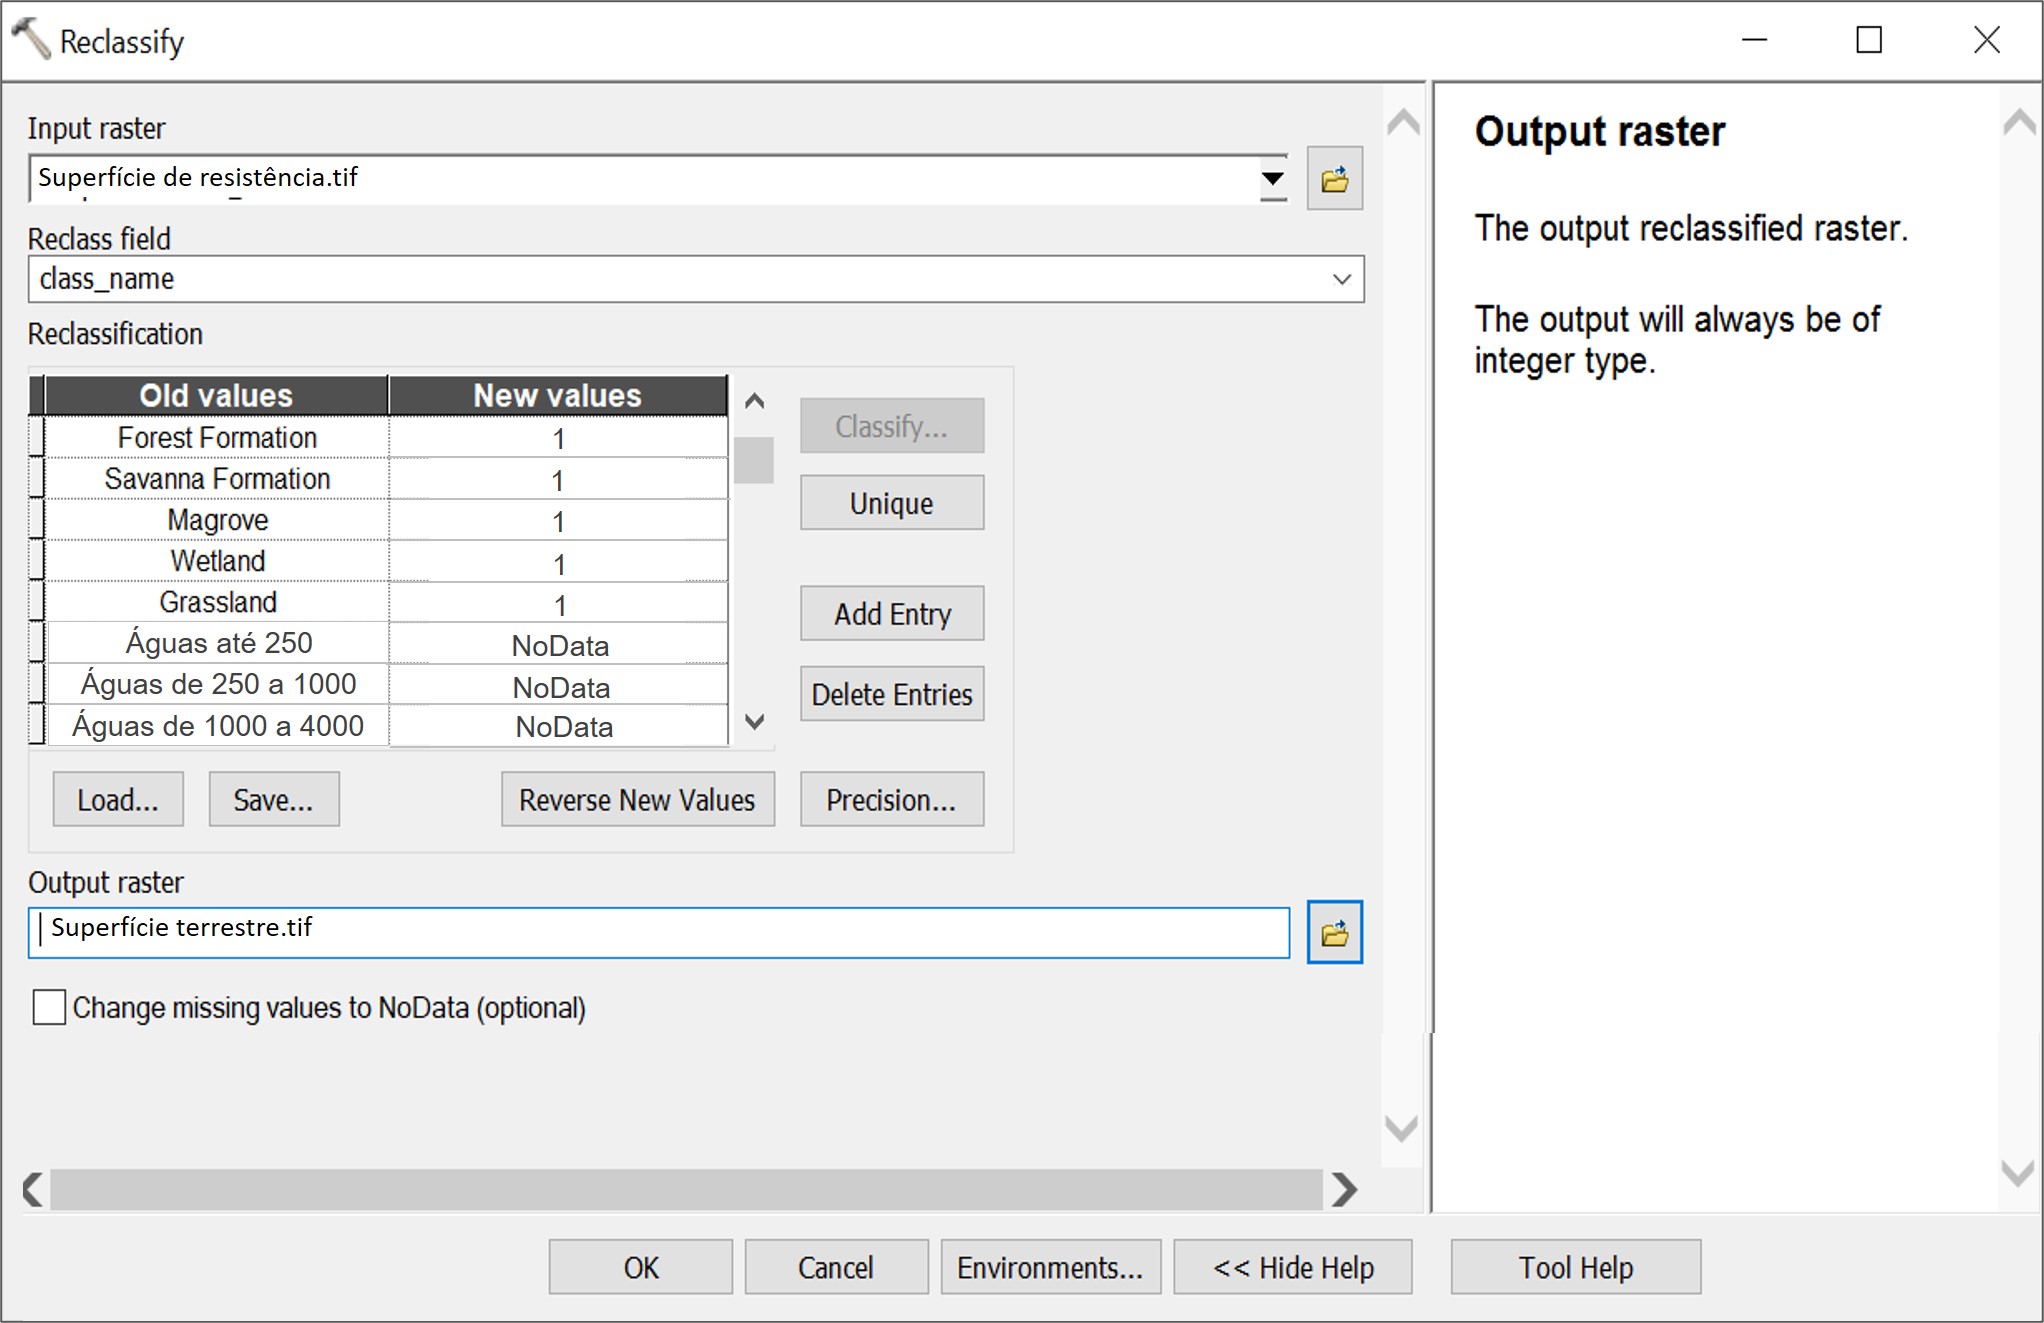 Reclassify
Input raster
Superfície de resistência.tif
Reclass field
class_name
Reclassification
Old values New values
Forest Formation 1
Savanna Formation 1
Magrove 1
Wetland 1
Grassland 1
Águas até 250 NoData
Águas de 250 a 1000 NoData
Águas de 1000 a 4000 NoData
Classify...
Unique
Add Entry
Delete Entries
Load... Save... Reverse New Values Precision...
Output raster
Superfície terrestre.tif
Change missing values to NoData (optional)
OK Cancel Environments... << Hide Help Tool Help
Output raster
The output reclassified raster.
The output will always be of
integer type.